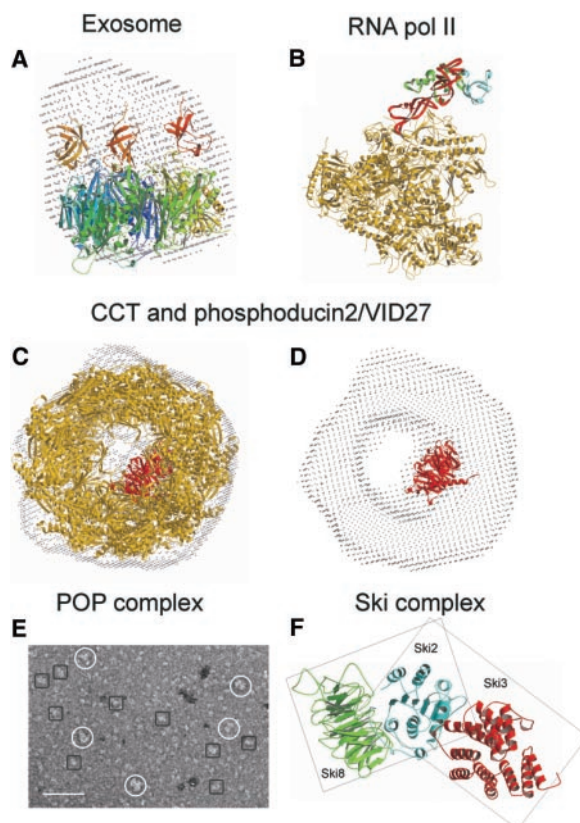 Exosome
RNA pol II
A
B
CCT and phosphoducin2/VID27
C
D
POP complex
Ski complex
E
F
Ski2
Ski3
Ski8